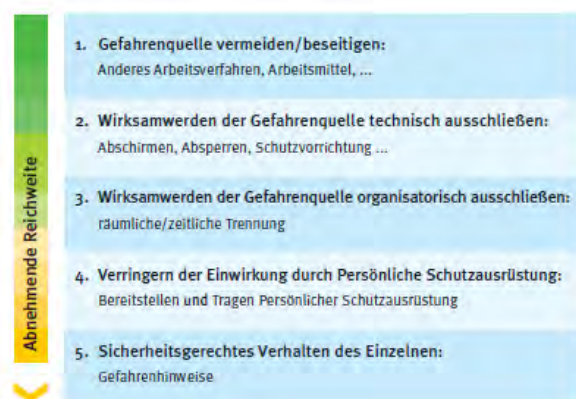 Abnehmende Reichweite
1. Gefahrenquelle vermeiden/beseitigen:
Anderes Arbeitsverfahren, Arbeitsmittel, ...
2. Wirksamwerden der Gefahrenquelle technisch ausschließen:
Abschirmen, Absperren, Schutzvorrichtung ...
3. Wirksamwerden der Gefahrenquelle organisatorisch ausschließen:
räumliche/zeitliche Trennung
4. Verringern der Einwirkung durch Persönliche Schutzausrüstung:
Bereitstellen und Tragen Persönlicher Schutzausrüstung
5. Sicherheitsgerechtes Verhalten des Einzelnen:
Gefahrenhinweise